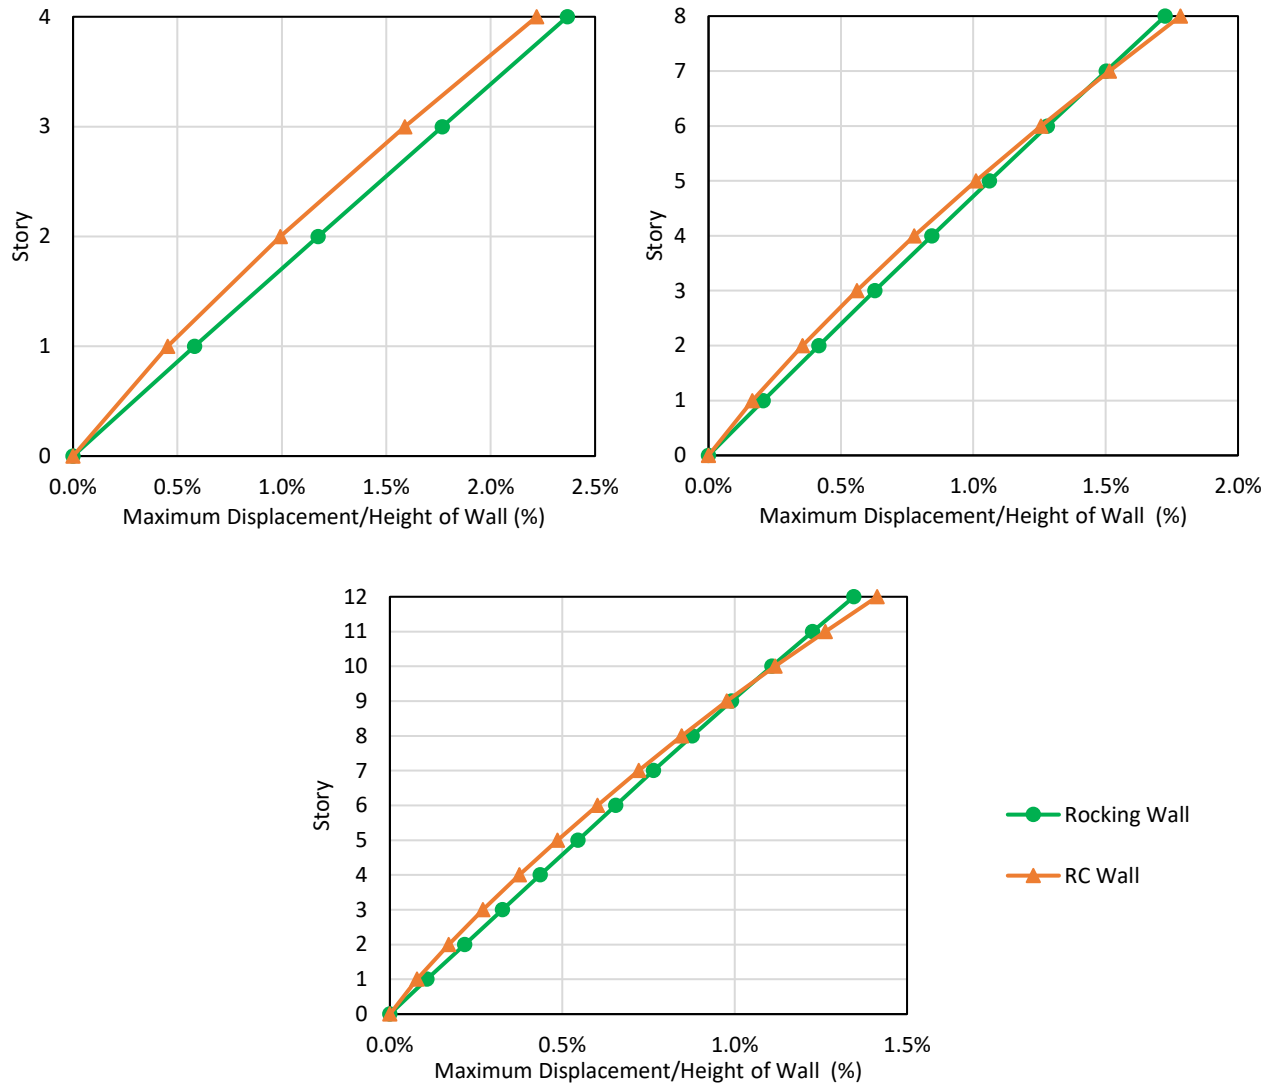 4
3
2
1
0
Story
0.0% 0.5% 1.0% 1.5% 2.0% 2.5%
Maximum Displacement/Height of Wall (%)
8
7
6
5
4
3
2
1
0
Story
0.0% 0.5% 1.0% 1.5% 2.0%
Maximum Displacement/Height of Wall (%)
12
11
10
9
8
7
6
5
4
3
2
1
0
Story
0.0% 0.5% 1.0% 1.5%
Maximum Displacement/Height of Wall (%)
Rocking Wall
RC Wall